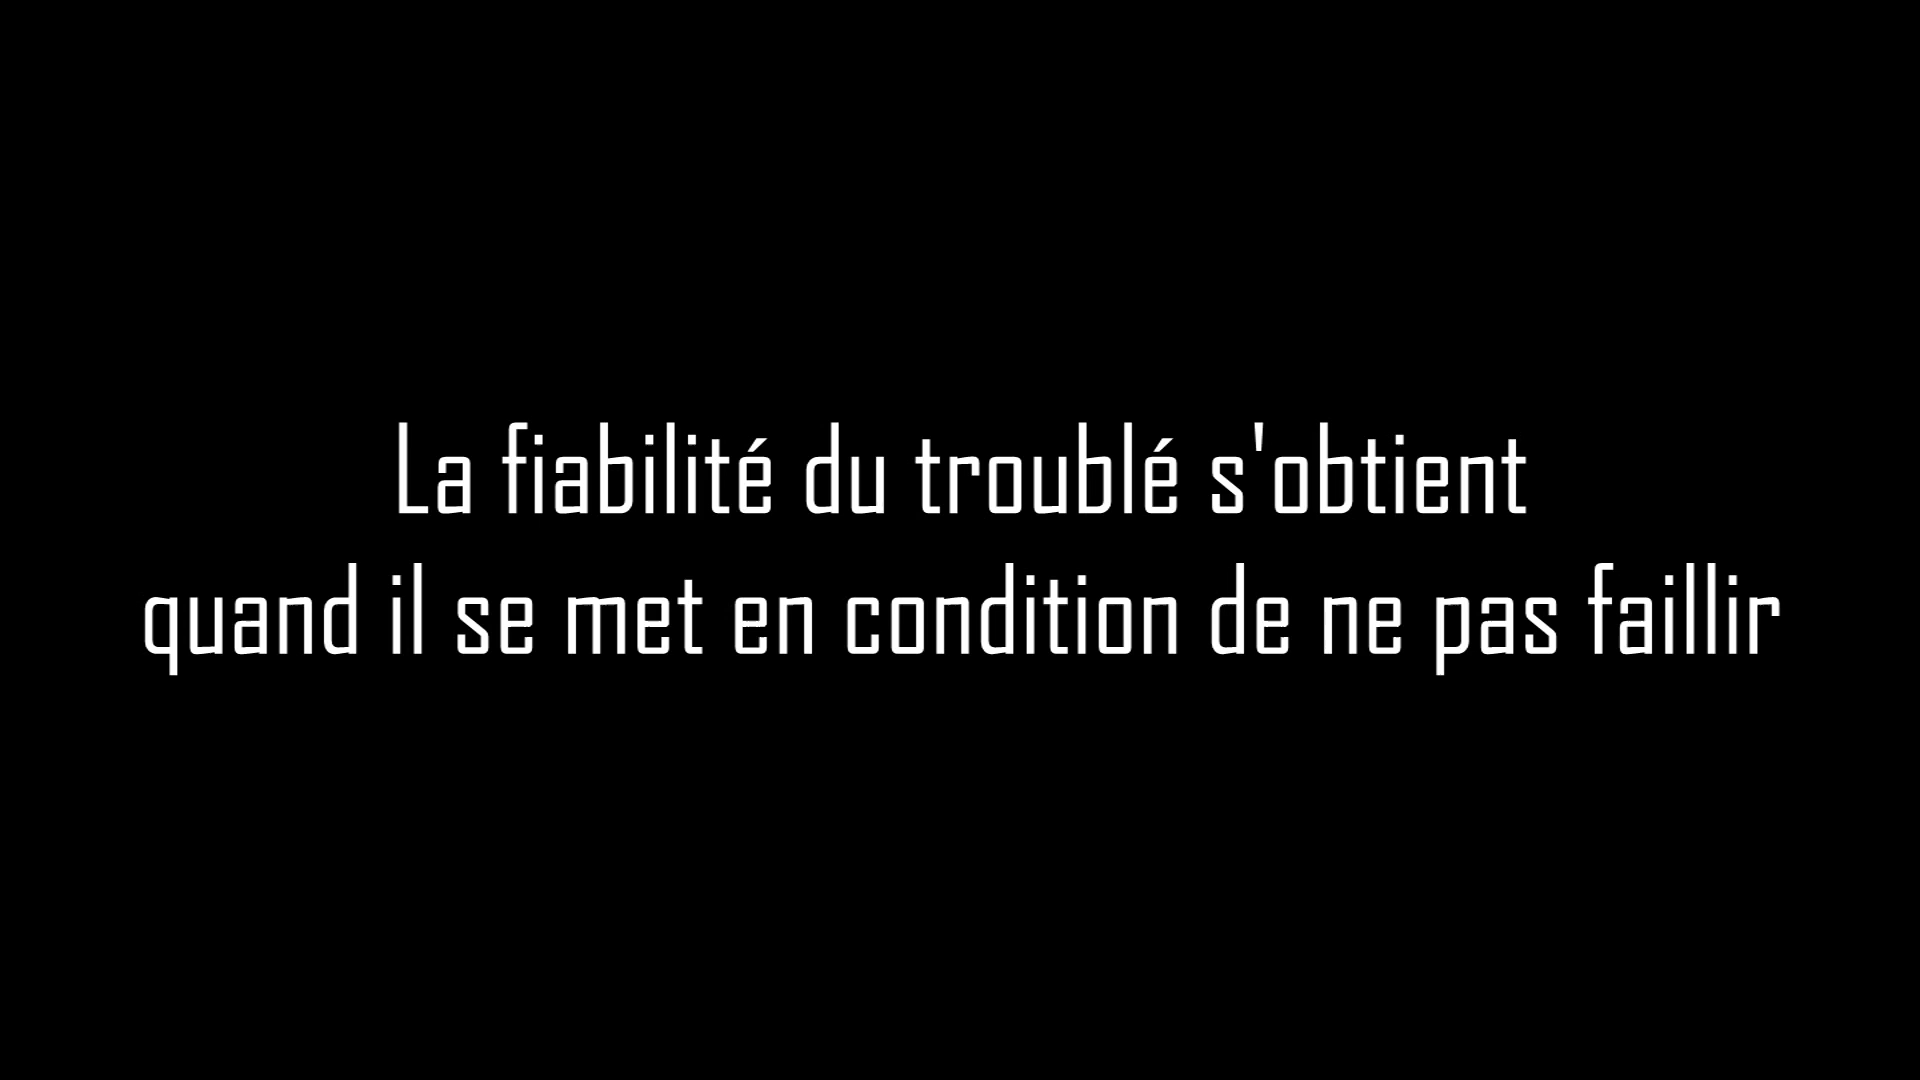 La fiabilité du troublé s'obtient
quand il se met en condition de ne pas faillir